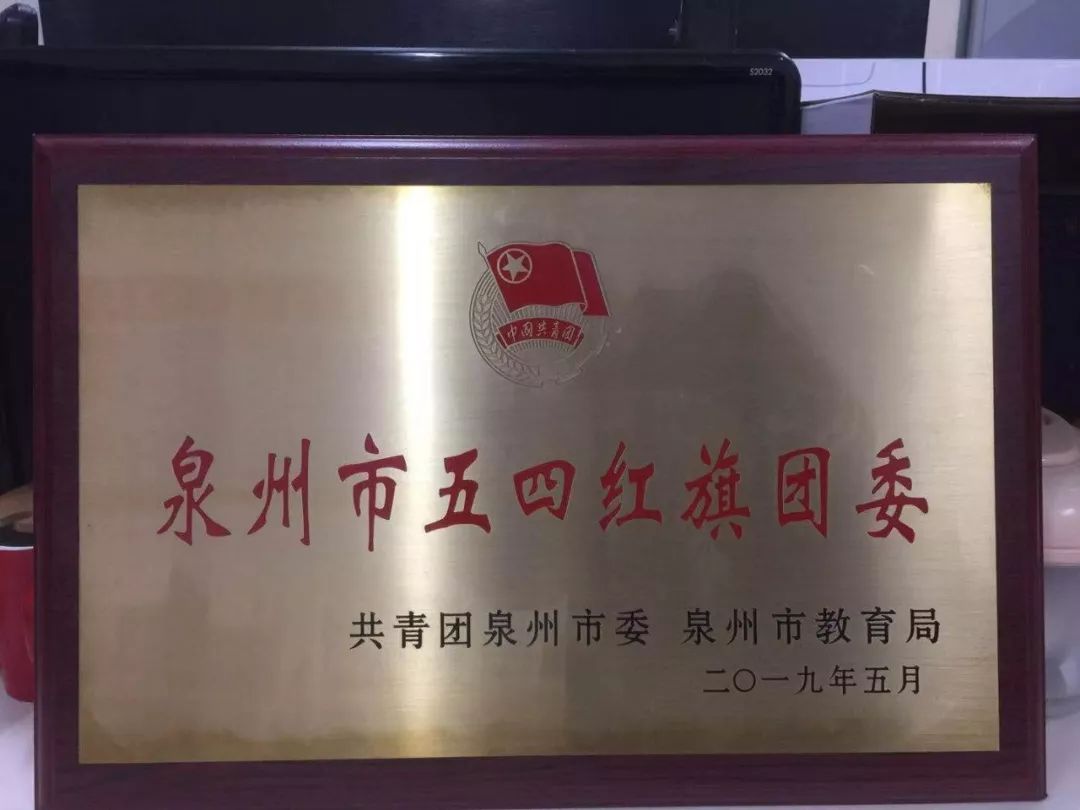 S2032
中国共青团
泉州市五四红旗团委
共青团泉州市委 泉州市教育局
二〇一九年五月